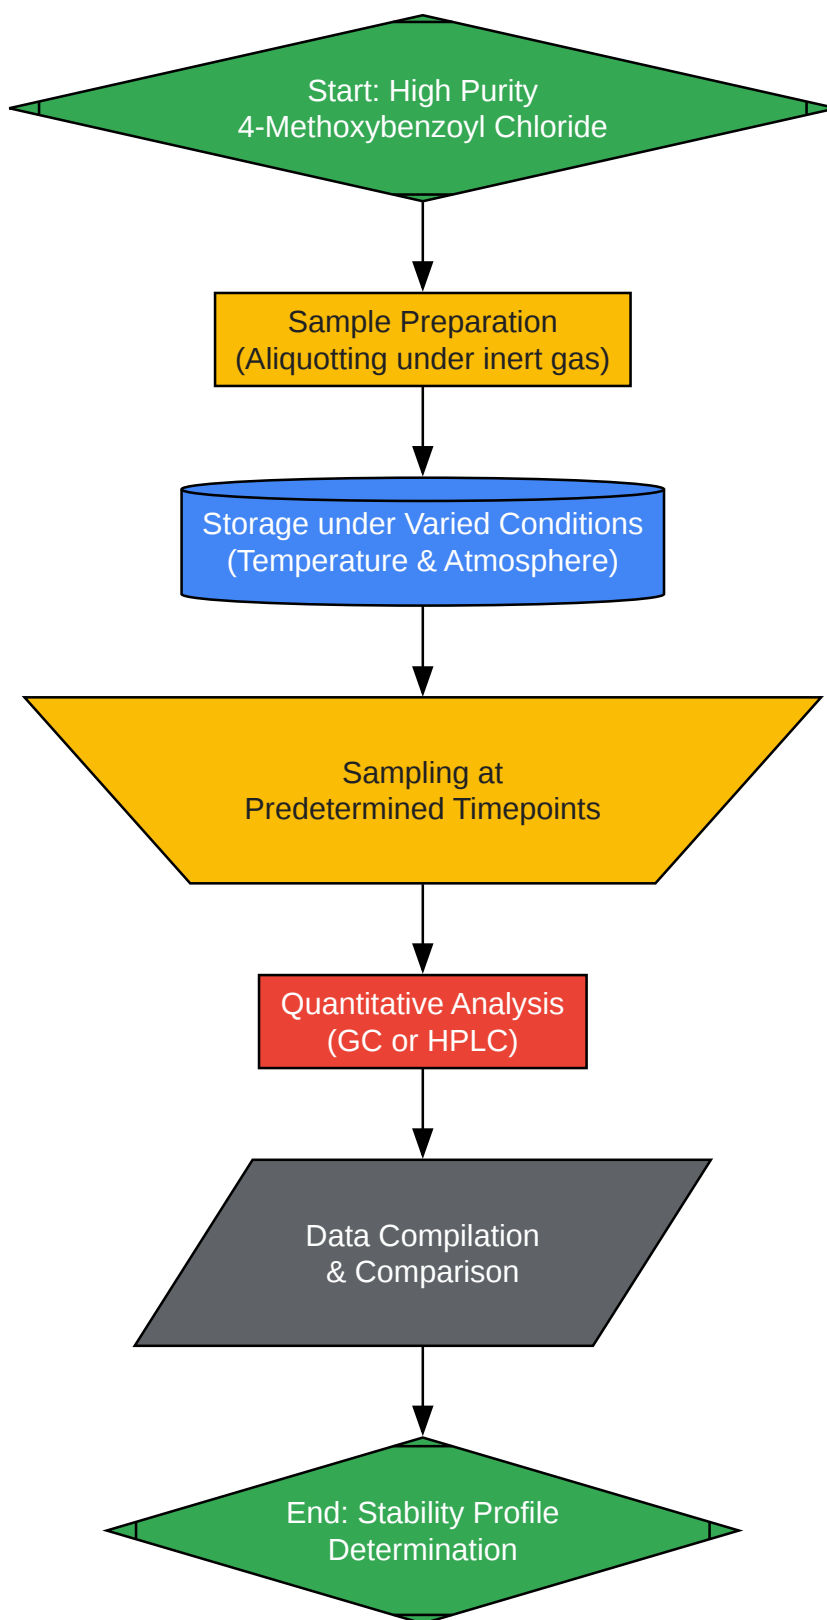 Start: High Purity
4-Methoxybenzoyl Chloride
Sample Preparation
(Aliquotting under inert gas)
Storage under Varied Conditions
(Temperature & Atmosphere)
Sampling at
Predetermined Timepoints
Quantitative Analysis
(GC or HPLC)
Data Compilation
& Comparison
End: Stability Profile
Determination